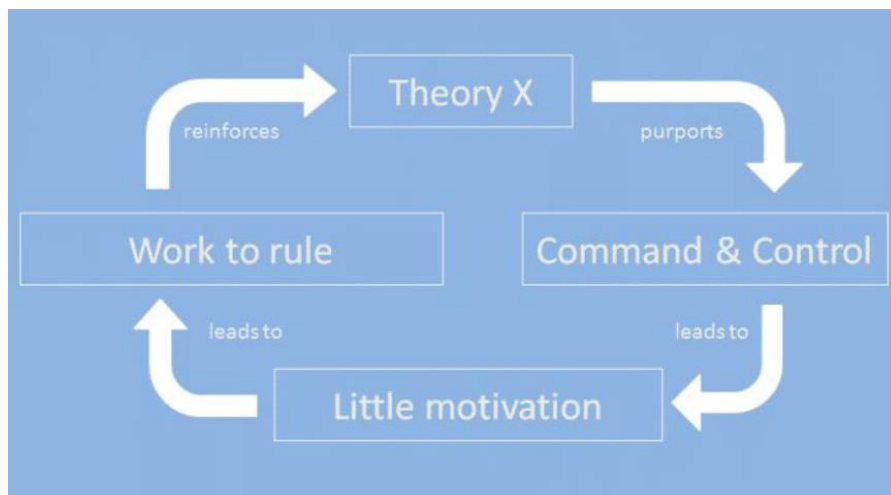 Theory X
reinforces
purports
Work to rule
Command & Control
leads to
leads to
Little motivation